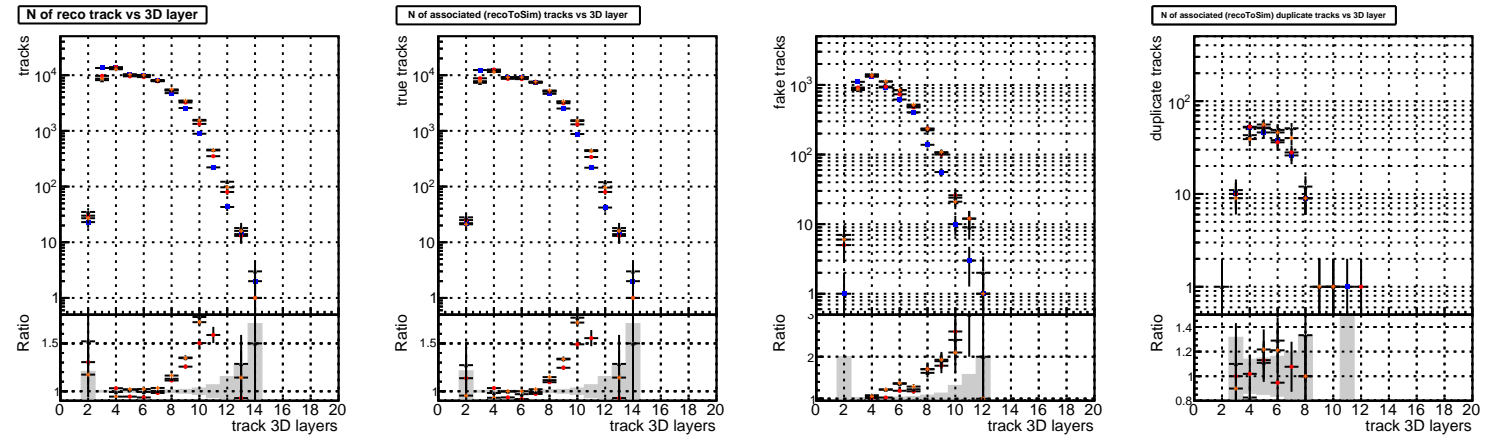 N of reco track vs 3D layer
tracks
10^4
10^3
10^2
10
1
Ratio
1.5
1
0 2 4 6 8 10 12 14 16 18 20
track 3D layers
N of associated (recoToSim) tracks vs 3D layer
true tracks
10^4
10^3
10^2
10
1
Ratio
1.5
1
0 2 4 6 8 10 12 14 16 18 20
track 3D layers
fake tracks
10^3
10^2
10
1
Ratio
3
2
1
0 2 4 6 8 10 12 14 16 18 20
track 3D layers
N of associated (recoToSim) duplicate tracks vs 3D layer
duplicate tracks
10^2
10
1
Ratio
1.4
1.2
1.0
0.8
0 2 4 6 8 10 12 14 16 18 20
track 3D layers